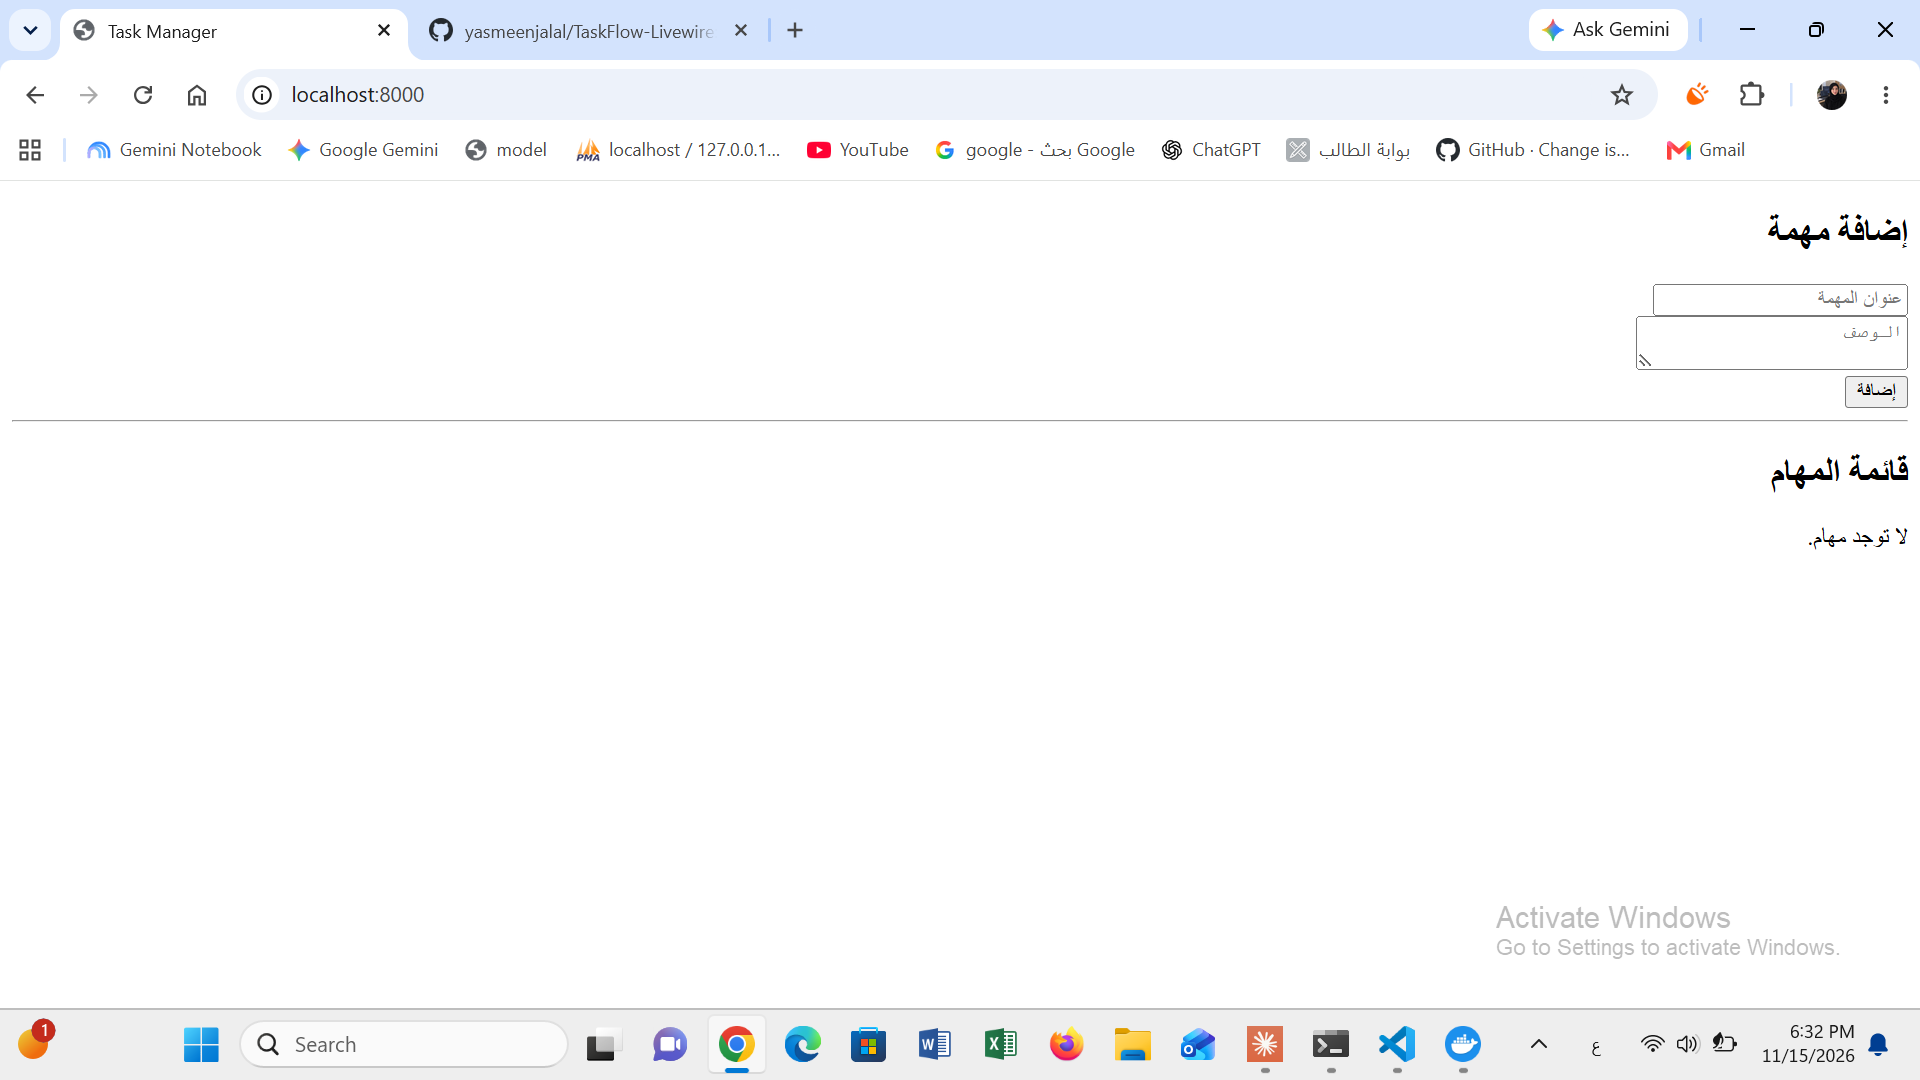 Task Manager
yasmeenjalal/TaskFlow-Livewire
Ask Gemini
localhost:8000
Gemini Notebook
Google Gemini
model
localhost / 127.0.0.1...
YouTube
google - بحث Google
ChatGPT
بوابة الطالب
GitHub · Change is...
Gmail
إضافة مهمة
عنوان المهمة
الوصف
إضافة
قائمة المهام
لا توجد مهام.
Activate Windows
Go to Settings to activate Windows.
1
Search
ع
6:32 PM
11/15/2026